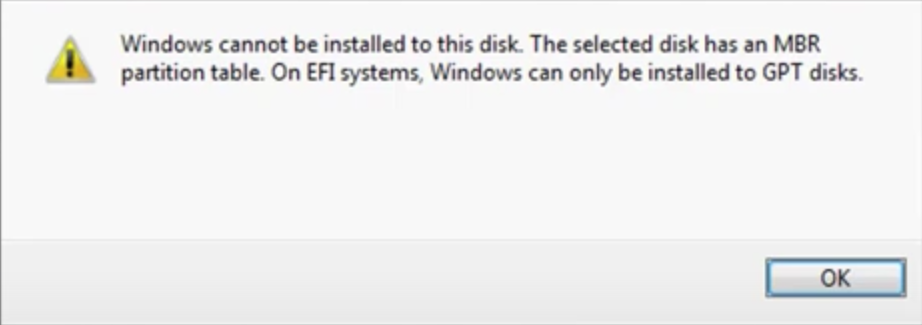 Windows cannot be installed to this disk. The selected disk has an MBR
partition table. On EFI systems, Windows can only be installed to GPT disks.
OK